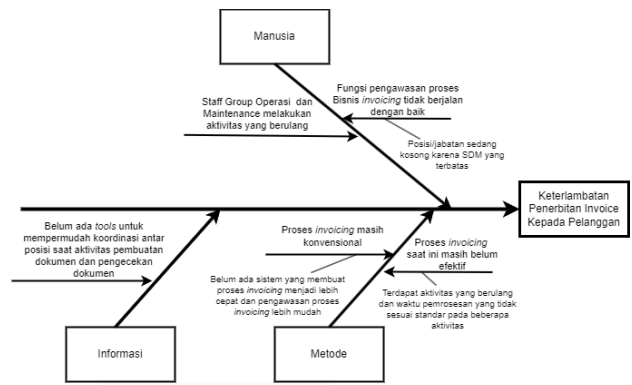 Manusia
Fungsi pengawasan proses
Bisnis invoicing tidak berjalan
dengan baik
Staff Group Operasi dan
Maintenance melakukan
aktivitas yang berulang
Posisi/jabatan sedang
kosong karena SDM yang
terbatas
Keterlambatan
Penerbitan Invoice
Kepada Pelanggan
Belum ada tools untuk
mempermudah koordinasi antar
posisi saat aktivitas pembuatan
dokumen dan pengecekan
dokumen
Proses invoicing masih
konvensional
Proses invoicing
saat ini masih belum
efektif
Belum ada sistem yang membuat
proses invoicing menjadi lebih
cepat dan pengawasan proses
invoicing lebih mudah
Terdapat aktivitas yang berulang
dan waktu pemrosesan yang tidak
sesuai standar pada beberapa
aktivitas
Informasi
Metode